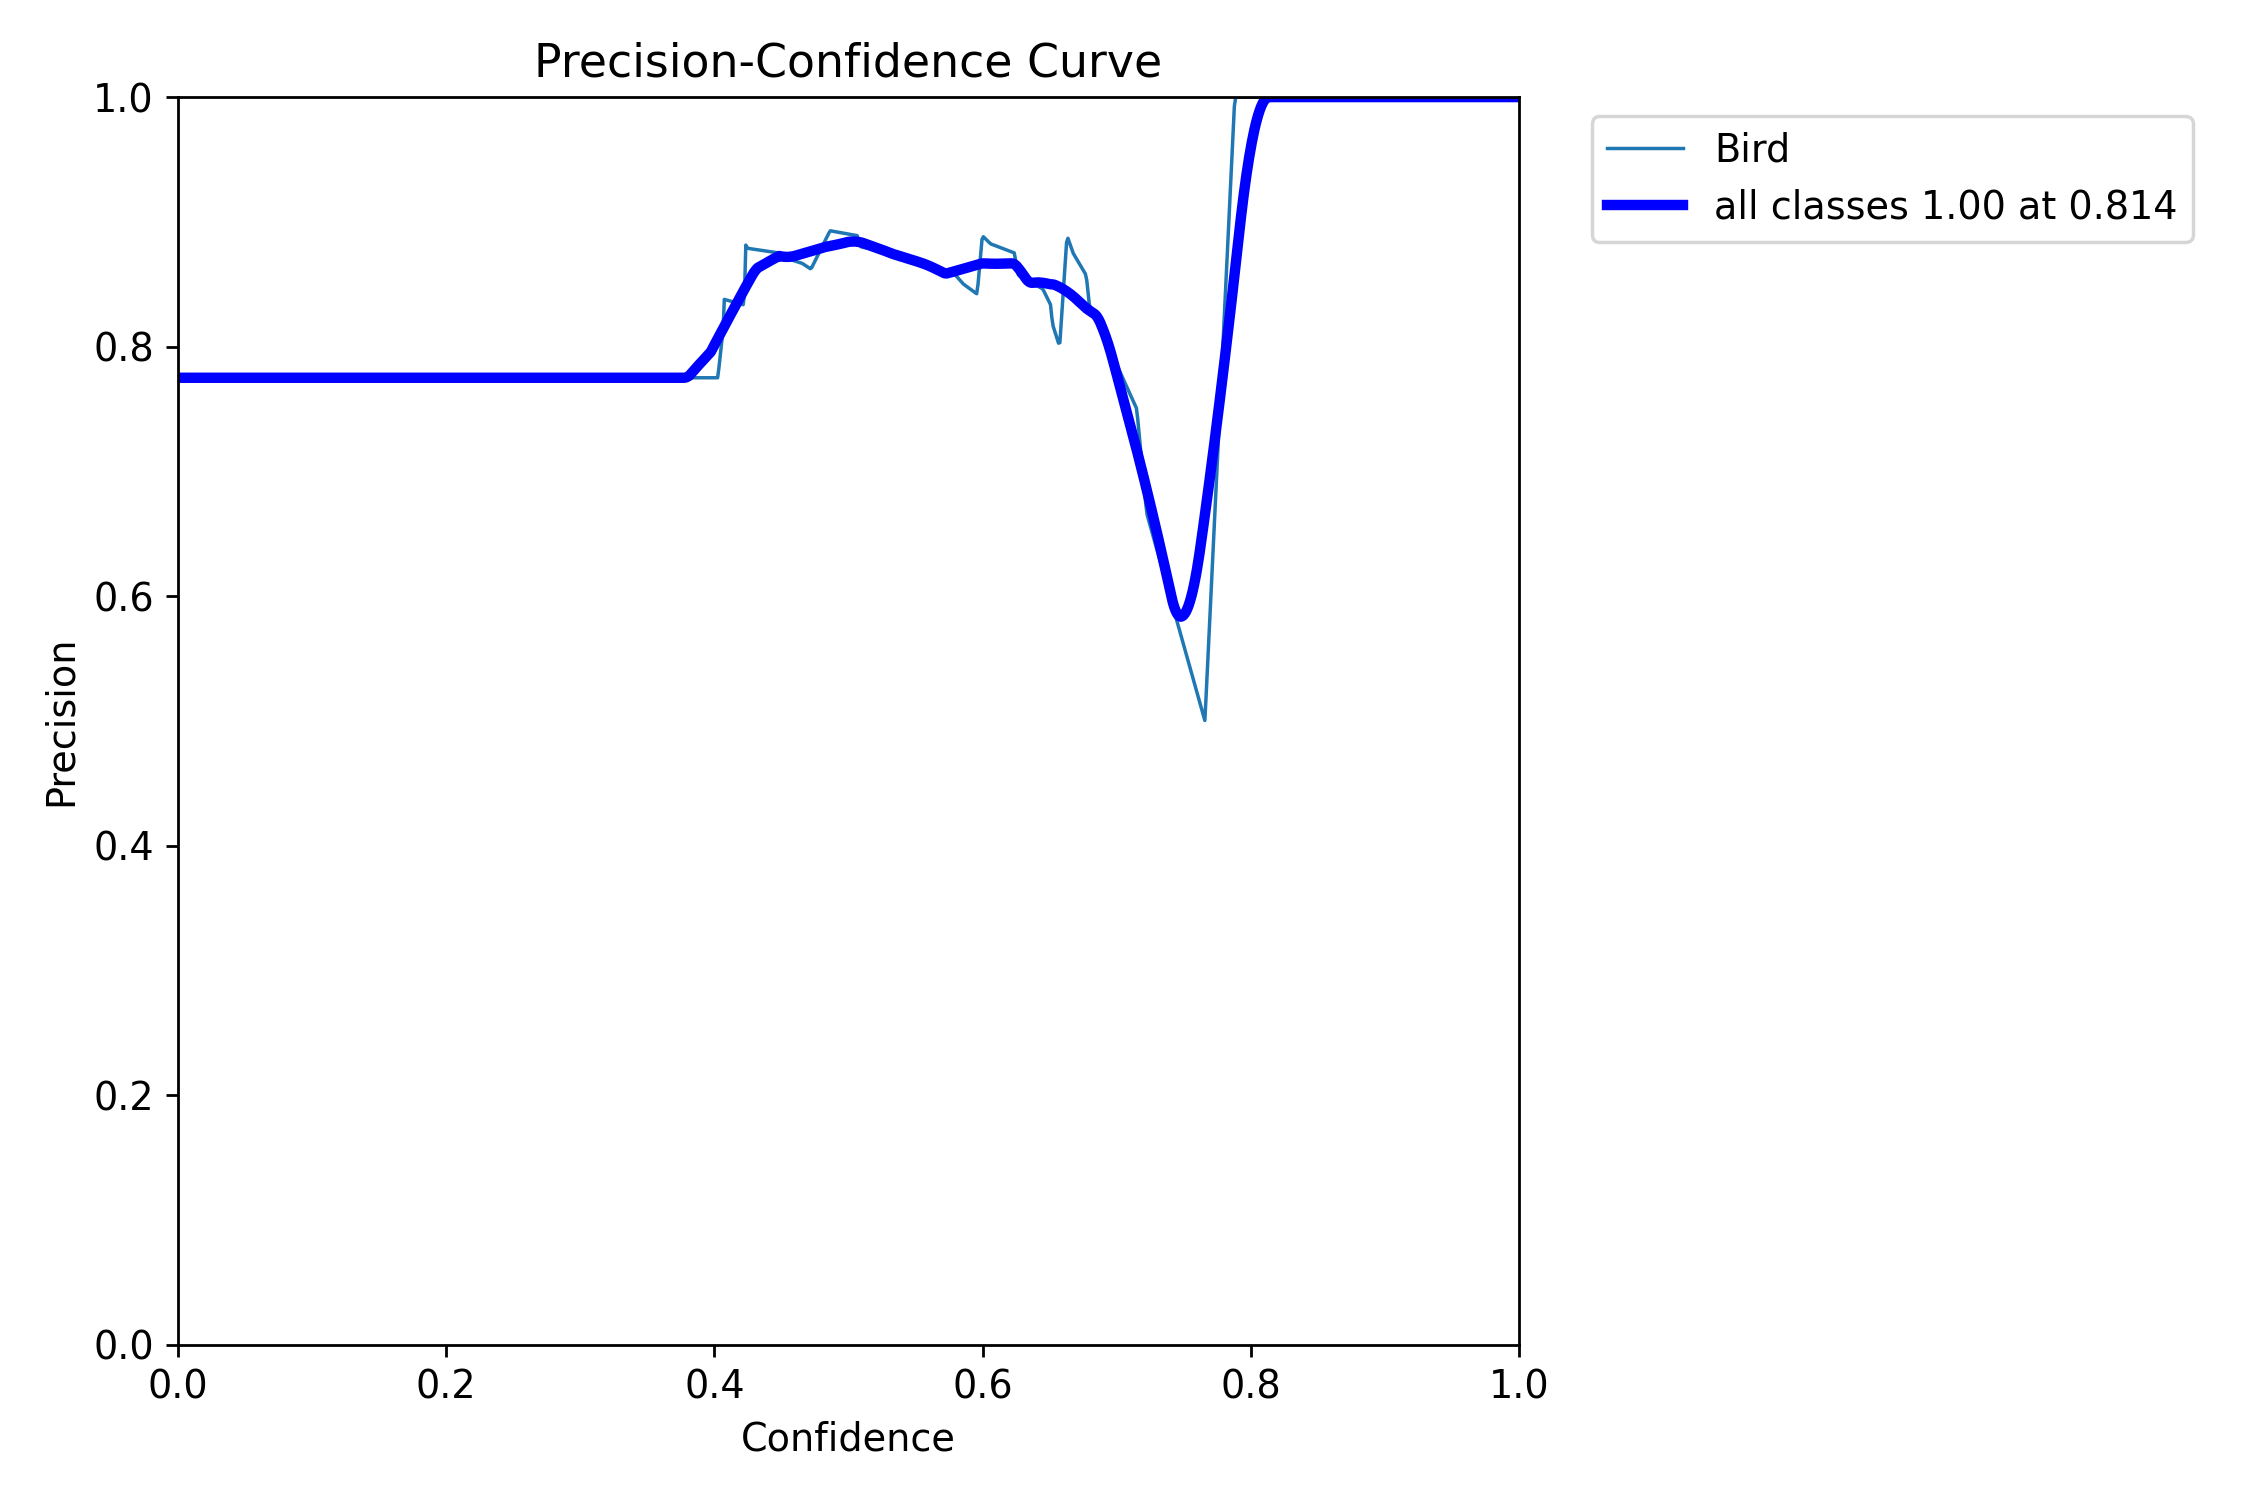 Precision-Confidence Curve
1.0
0.8
0.6
0.4
0.2
0.0
Precision
0.0 0.2 0.4 0.6 0.8 1.0
Confidence
Bird
all classes 1.00 at 0.814